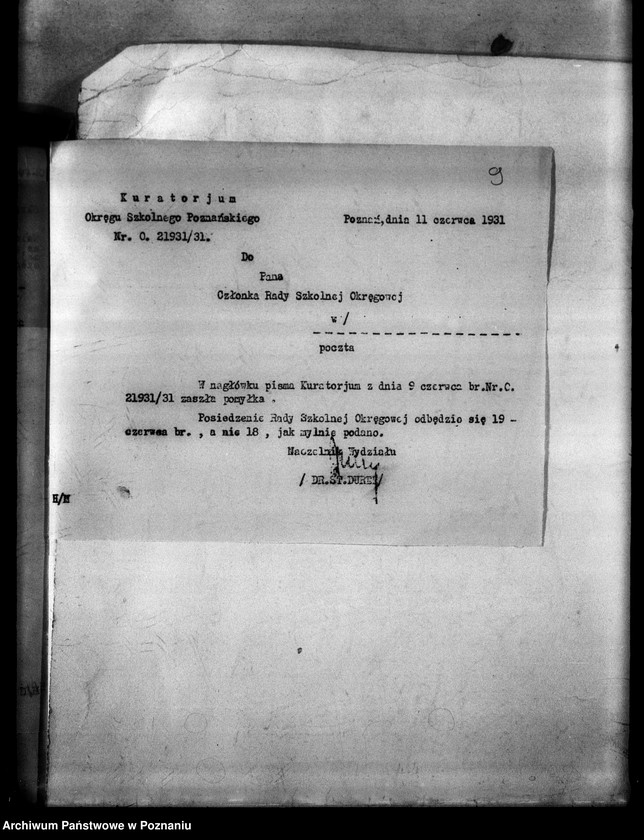 9
K u r a t o r j u m
Okręgu Szkolnego Poznańskiego
Poznań,dnia 11 czerwca 1931
Nr. O. 21931/31.
Do
Pana
Członka Rady Szkolnej Okręgowej
w /
poczta
W nagłówku pisma Kuratorjum z dnia 9 czerwca br.Nr.O.
21931/31 zaszła pomyłka .
Posiedzenie Rady Szkolnej Okręgowej odbędzie się 19 -
czerwca br. , a nie 18 , jak mylnie podano.
Naczelnik Wydziału
/ DR.ST.DUREJ/
H/M
Archiwum Państwowe w Poznaniu